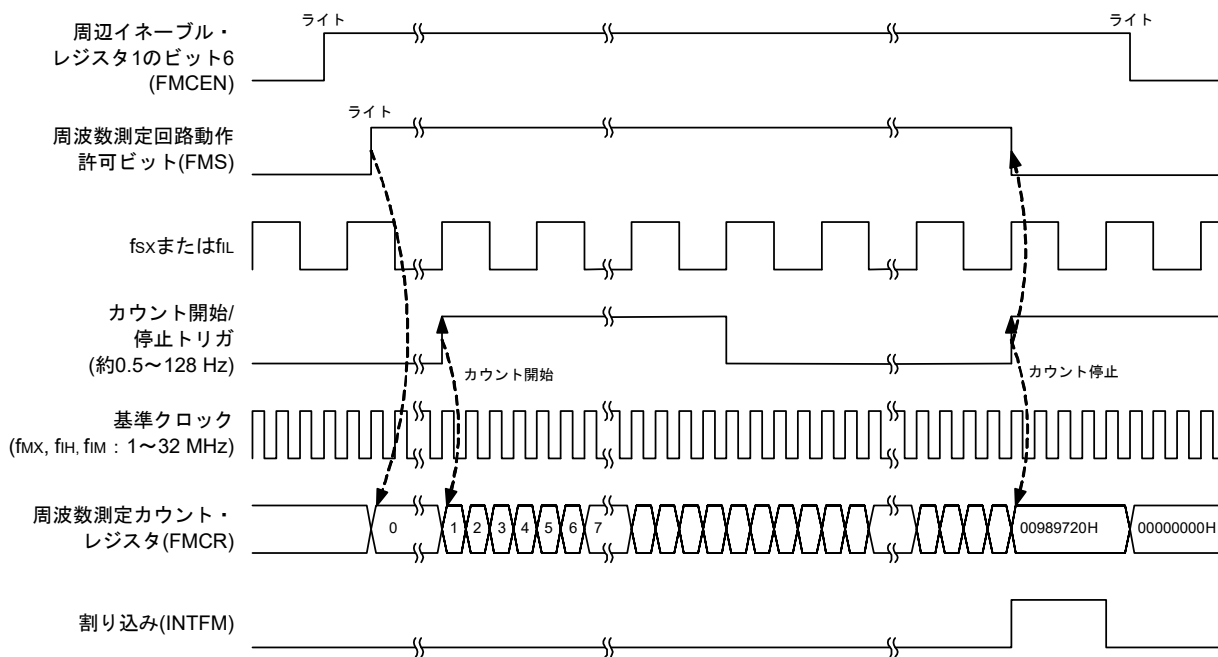 ライト
ライト
周辺イネーブル・
レジスタ1のビット6
(FMCEN)
ライト
周波数測定回路動作
許可ビット(FMS)
fSXまたはfIL
カウント開始/
停止トリガ
(約0.5～128 Hz)
カウント開始
カウント停止
基準クロック
(fMX, fIH, fIM : 1～32 MHz)
周波数測定カウント・
レジスタ(FMCR)
0 1 2 3 4 5 6 7 00989720H 00000000H
割り込み(INTFM)